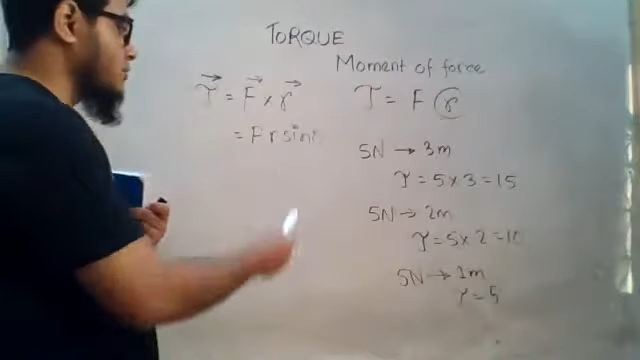 TORQUE
Moment of force
τ = F × r
= F r sin
τ = F r
5N → 3m
τ = 5 × 3 = 15
5N → 2m
τ = 5 × 2 = 10
5N → 1m
τ = 5